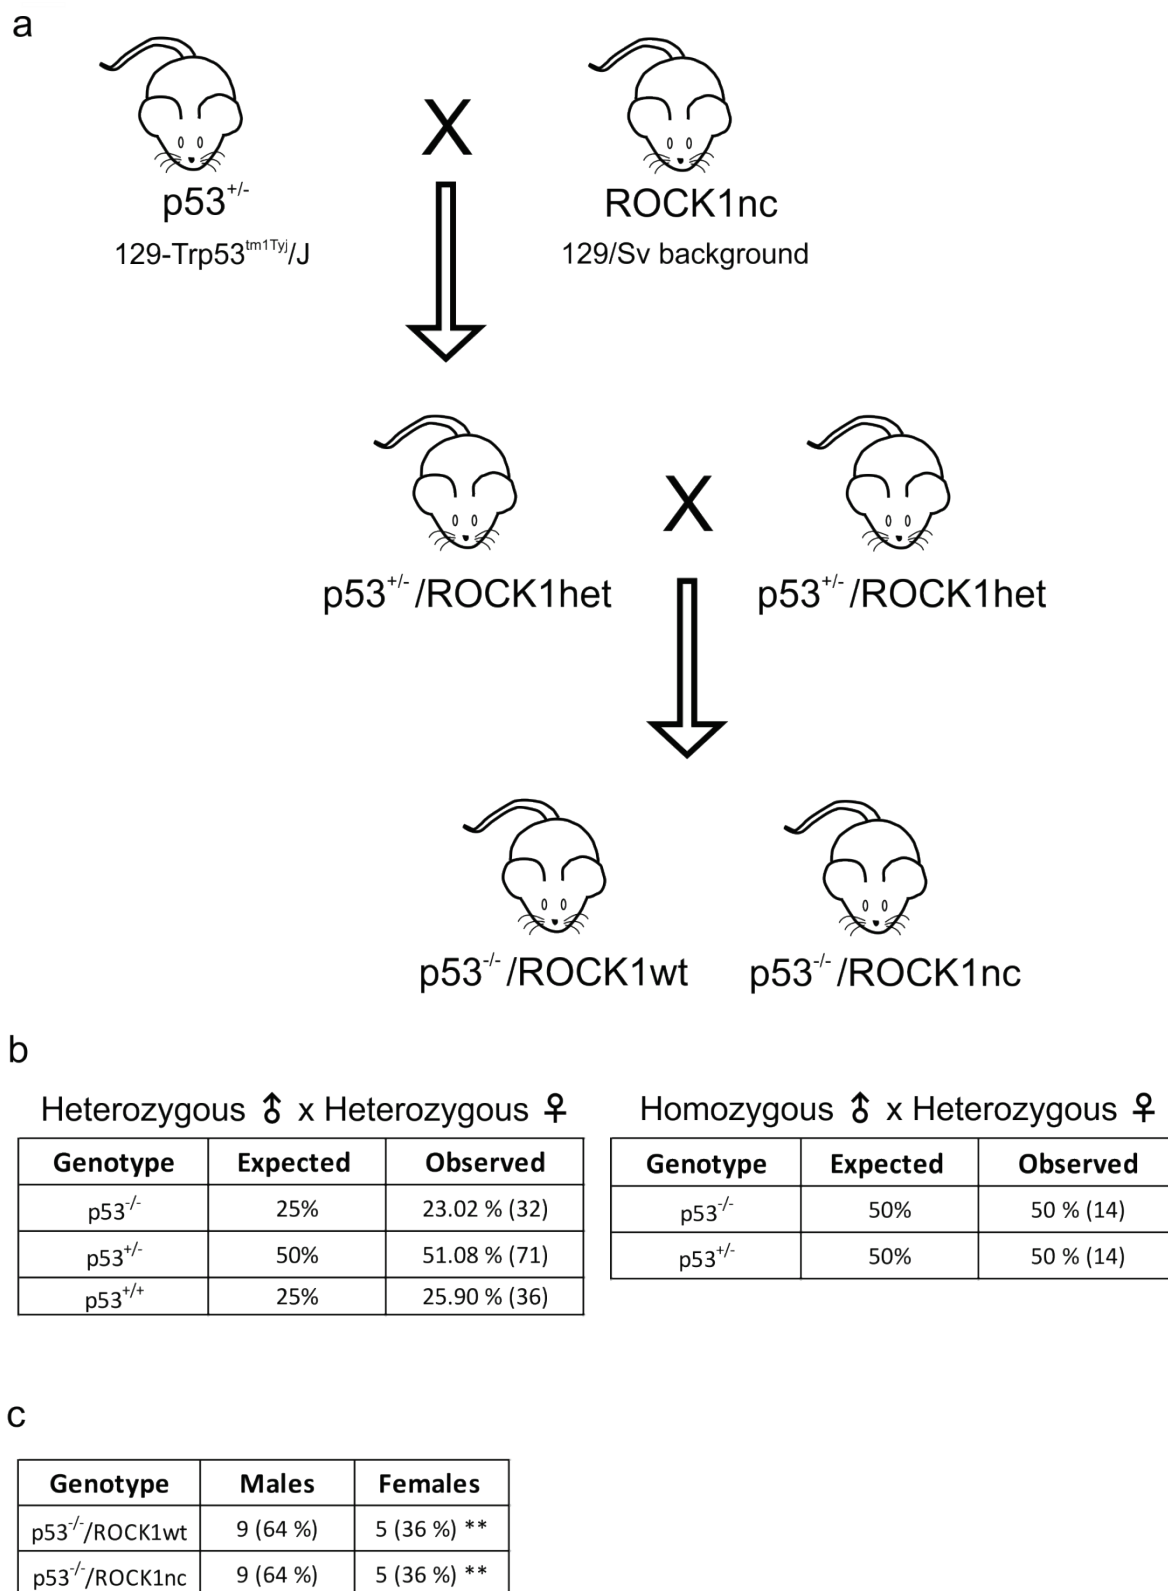 a
X
p53+/- ROCK1nc
129-Trp53tm1Tyj/J 129/Sv background
X
p53+/-/ROCK1het p53+/-/ROCK1het
p53-/-/ROCK1wt p53-/-/ROCK1nc
b
Heterozygous ♂ x Heterozygous ♀
Genotype Expected Observed
p53-/- 25% 23.02 % (32)
p53+/- 50% 51.08 % (71)
p53+/+ 25% 25.90 % (36)
Homozygous ♂ x Heterozygous ♀
Genotype Expected Observed
p53-/- 50% 50 % (14)
p53+/- 50% 50 % (14)
c
Genotype Males Females
p53-/-/ROCK1wt 9 (64 %) 5 (36 %) **
p53-/-/ROCK1nc 9 (64 %) 5 (36 %) **